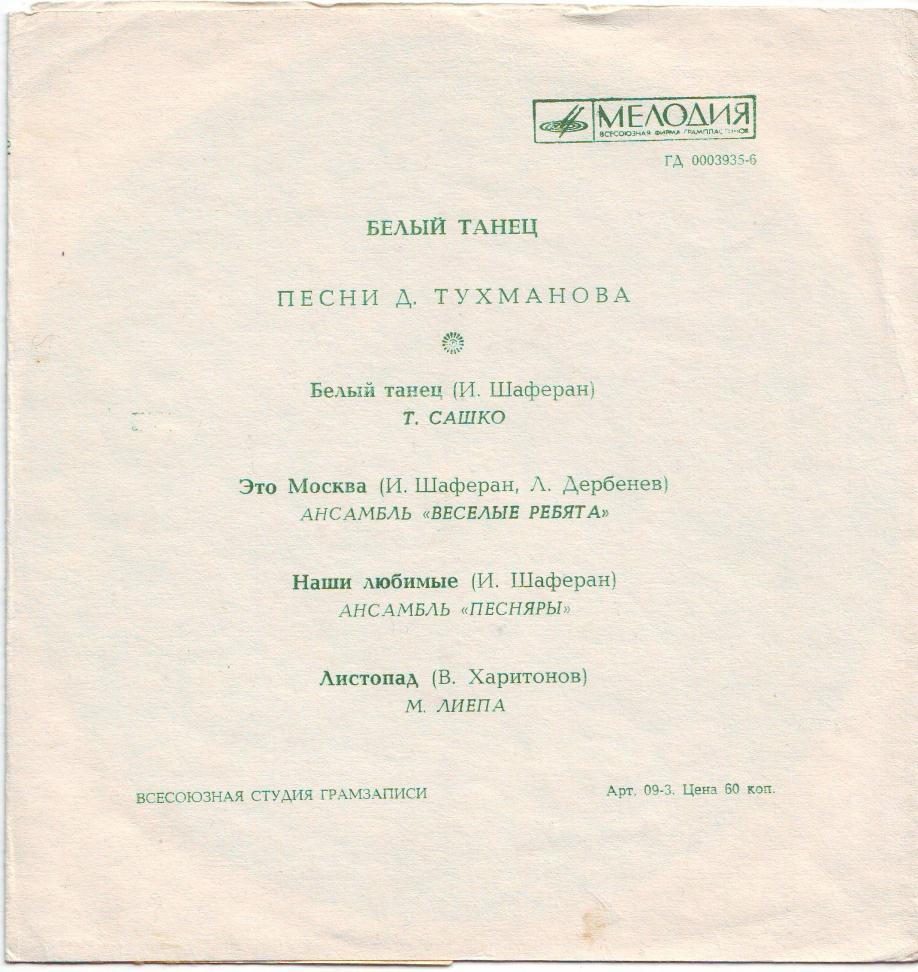 МЕЛОДИЯ
ВСЕСОЮЗНАЯ ФИРМА ГРАМПЛАСТИНОК
ГД 0003935-6
БЕЛЫЙ ТАНЕЦ
ПЕСНИ Д. ТУХМАНОВА
Белый танец (И. Шаферан)
Т. САШКО
Это Москва (И. Шаферан, Л. Дербенев)
АНСАМБЛЬ «ВЕСЕЛЫЕ РЕБЯТА»
Наши любимые (И. Шаферан)
АНСАМБЛЬ «ПЕСНЯРЫ»
Листопад (В. Харитонов)
М. ЛИЕПА
ВСЕСОЮЗНАЯ СТУДИЯ ГРАМЗАПИСИ
Арт. 09-3. Цена 60 коп.